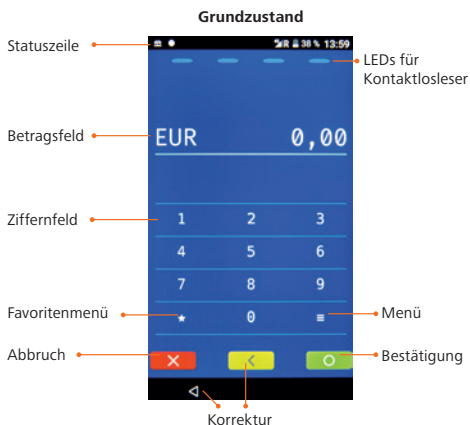 Grundzustand
Statuszeile
R 38 % 13:59
LEDs für
Kontaktlosleser
Betragsfeld
EUR 0,00
Ziffernfeld
1 2 3
4 5 6
7 8 9
Favoritenmenü
★ 0 ≡
Menü
Abbruch
Bestätigung
Korrektur